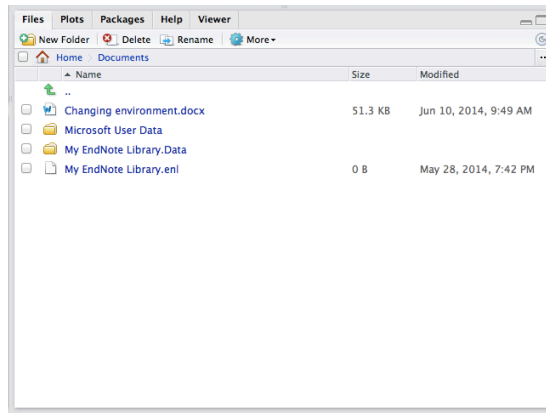 Files Plots Packages Help Viewer
New Folder Delete Rename More
Home Documents
Name Size Modified
..
Changing environment.docx 51.3 KB Jun 10, 2014, 9:49 AM
Microsoft User Data
My EndNote Library.Data
My EndNote Library.enl 0 B May 28, 2014, 7:42 PM